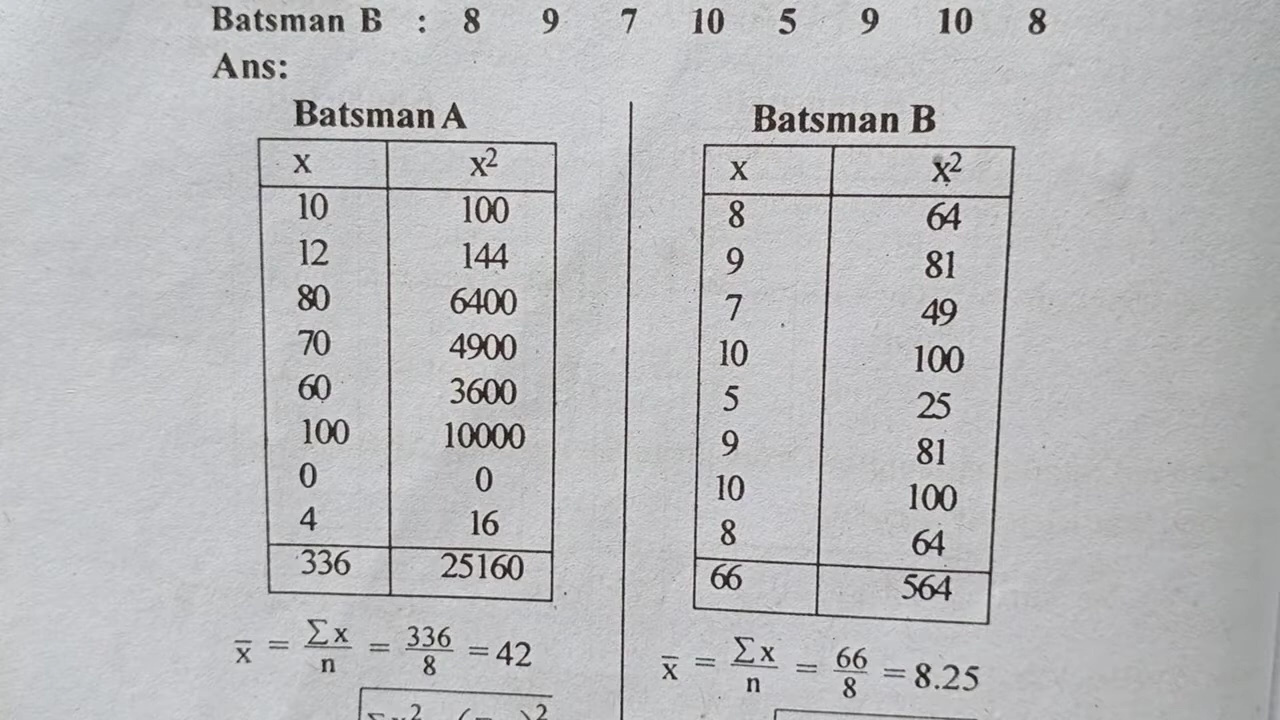 Batsman B : 8 9 7 10 5 9 10 8
Ans:
Batsman A
x x²
10 100
12 144
80 6400
70 4900
60 3600
100 10000
0 0
4 16
336 25160
x̅ = Σx/n = 336/8 = 42
Batsman B
x x²
8 64
9 81
7 49
10 100
5 25
9 81
10 100
8 64
66 564
x̅ = Σx/n = 66/8 = 8.25